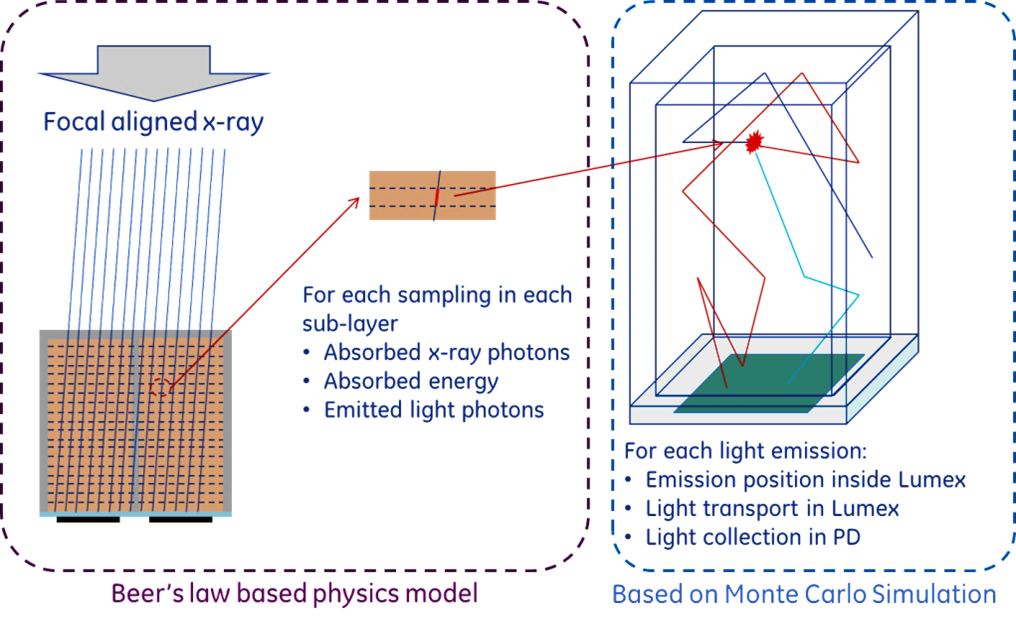 Focal aligned x-ray
For each sampling in each
sub-layer
• Absorbed x-ray photons
• Absorbed energy
• Emitted light photons
For each light emission:
• Emission position inside Lumex
• Light transport in Lumex
• Light collection in PD
Beer's law based physics model
Based on Monte Carlo Simulation